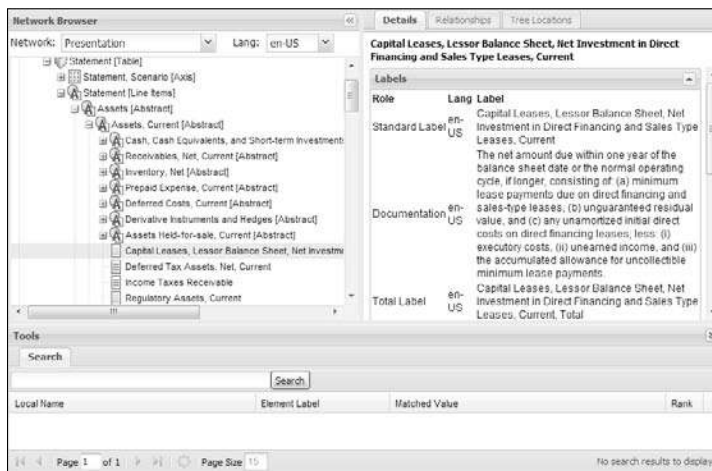 Network Browser
Network: Presentation Lang: en-US
Statement [Table]
Statement, Scenario [Axis]
Statement [Line Items]
Assets [Abstract]
Assets, Current [Abstract]
Cash, Cash Equivalents, and Short-term Investments
Receivables, Net, Current [Abstract]
Inventory, Net [Abstract]
Prepaid Expense, Current [Abstract]
Deferred Costs, Current [Abstract]
Derivative Instruments and Hedges [Abstract]
Assets Held-for-sale, Current [Abstract]
Capital Leases, Lessor Balance Sheet, Net Investme
Deferred Tax Assets, Net, Current
Income Taxes Receivable
Regulatory Assets, Current
Details Relationships Tree Locations
Capital Leases, Lessor Balance Sheet, Net Investment in Direct
Financing and Sales Type Leases, Current
Labels
Role Lang Label
Standard Label en-US Capital Leases, Lessor Balance Sheet, Net
Investment in Direct Financing and Sales Type
Leases, Current
Documentation en-US The net amount due within one year of the
balance sheet date or the normal operating
cycle, if longer, consisting of: (a) minimum
lease payments due on direct financing and
sales-type leases, (b) unguaranteed residual
value, and (c) any unamortized initial direct
costs on direct financing leases; less: (i)
executory costs, (ii) unearned income, and (iii)
the accumulated allowance for uncollectible
minimum lease payments.
Total Label en-US Capital Leases, Lessor Balance Sheet, Net
Investment in Direct Financing and Sales Type
Leases, Current, Total
Tools
Search
Search
Local Name Element Label Matched Value Rank
Page 1 of 1 Page Size 15 No search results to display